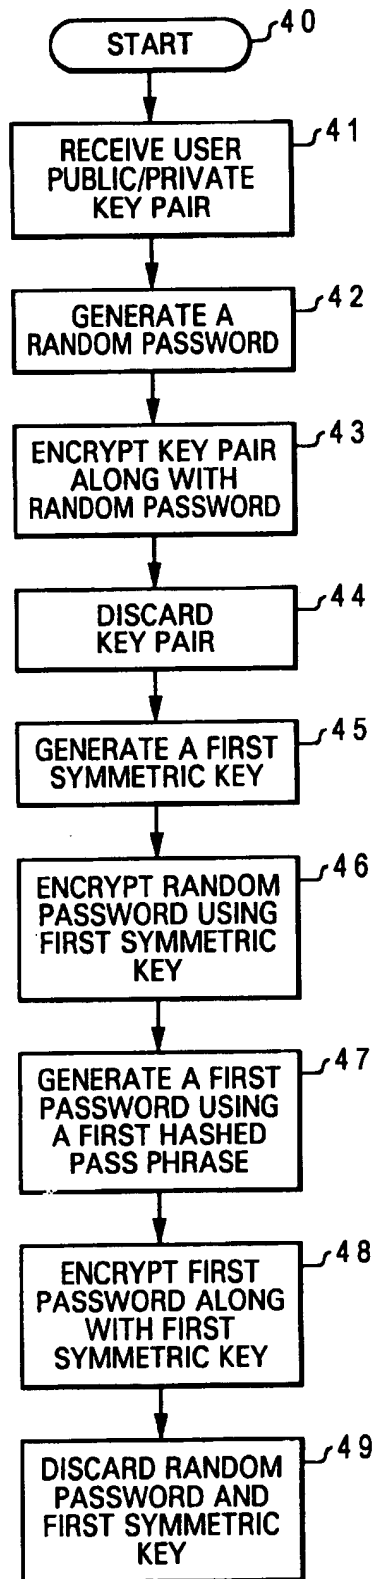 START
40
41
RECEIVE USER
PUBLIC/PRIVATE
KEY PAIR
42
GENERATE A
RANDOM PASSWORD
43
ENCRYPT KEY PAIR
ALONG WITH
RANDOM PASSWORD
44
DISCARD
KEY PAIR
45
GENERATE A FIRST
SYMMETRIC KEY
46
ENCRYPT RANDOM
PASSWORD USING
FIRST SYMMETRIC
KEY
47
GENERATE A FIRST
PASSWORD USING
A FIRST HASHED
PASS PHRASE
48
ENCRYPT FIRST
PASSWORD ALONG
WITH FIRST
SYMMETRIC KEY
49
DISCARD RANDOM
PASSWORD AND
FIRST SYMMETRIC
KEY